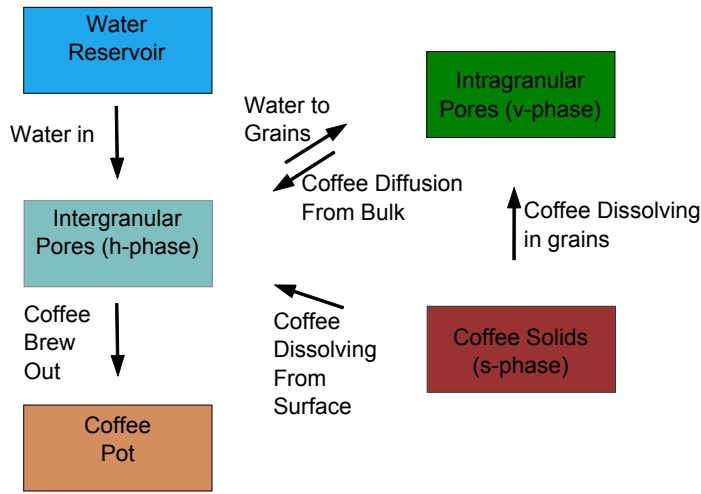 Water
Reservoir
Water in
Intergranular
Pores (h-phase)
Coffee
Brew
Out
Coffee
Pot
Water to
Grains
Coffee Diffusion
From Bulk
Intragranular
Pores (v-phase)
Coffee Dissolving
in grains
Coffee
Dissolving
From
Surface
Coffee Solids
(s-phase)